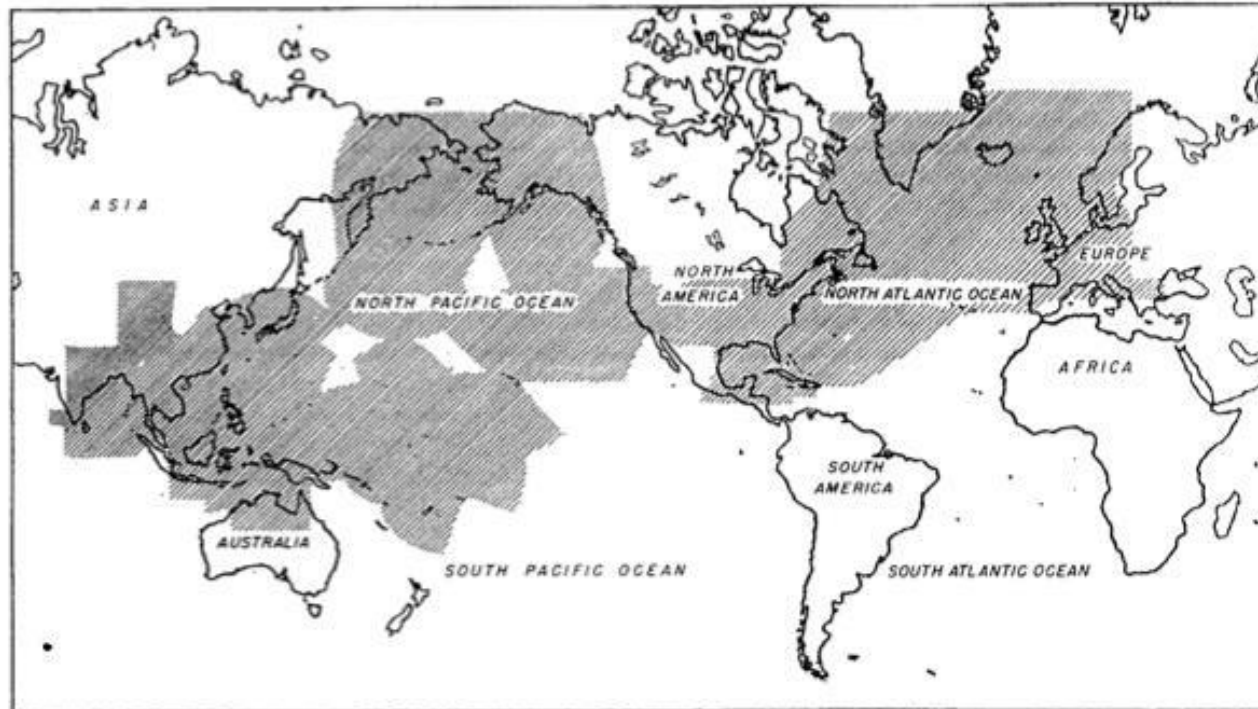 ASIA
NORTH PACIFIC OCEAN
NORTH
AMERICA
NORTH ATLANTIC OCEAN
EUROPE
AFRICA
SOUTH
AMERICA
AUSTRALIA
SOUTH PACIFIC OCEAN
SOUTH ATLANTIC OCEAN